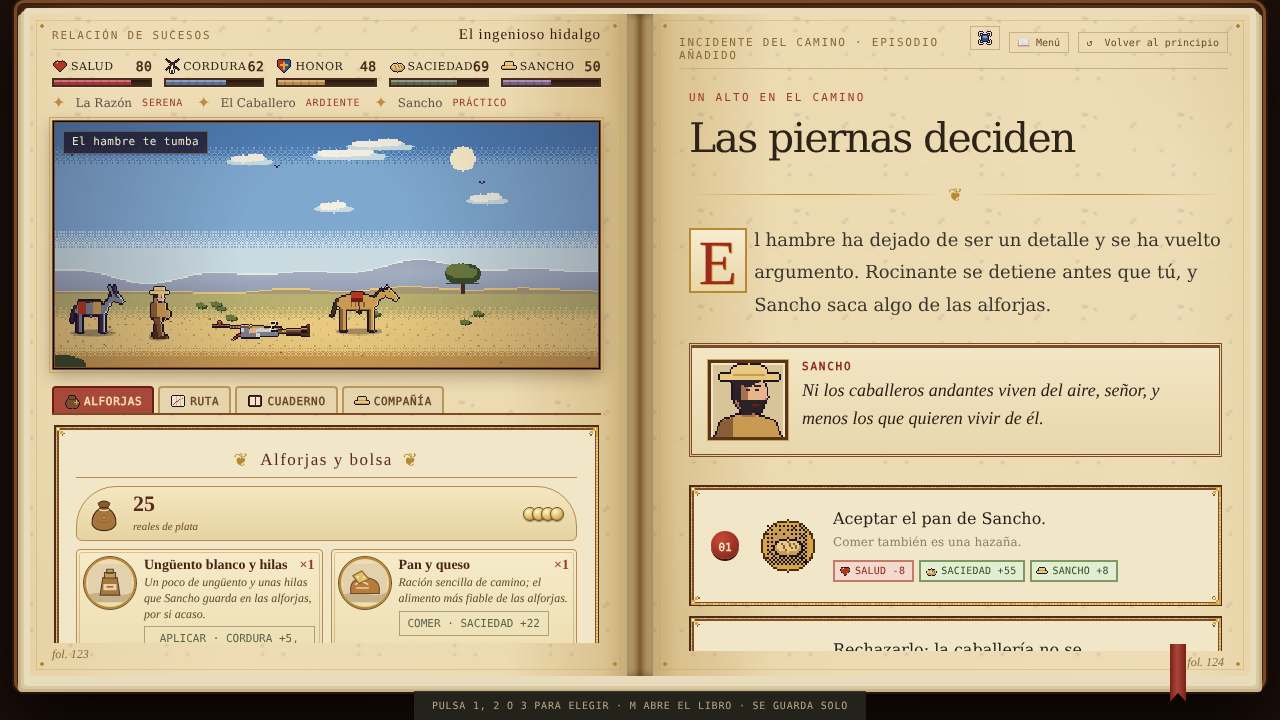 RELACIÓN DE SUCESOS
El ingenioso hidalgo
SALUD 80
CORDURA 62
HONOR 48
SACIEDAD 69
SANCHO 50
La Razón SERENA
El Caballero ARDIENTE
Sancho PRÁCTICO
El hambre te tumba
ALFORJAS
RUTA
CUADERNO
COMPAÑÍA
Alforjas y bolsa
25
reales de plata
Ungüento blanco y hilas ×1
Un poco de ungüento y unas hilas
que Sancho guarda en las alforjas,
por si acaso.
APLICAR · CORDURA +5,
Pan y queso ×1
Ración sencilla de camino; el
alimento más fiable de las alforjas.
COMER · SACIEDAD +22
fol. 123
INCIDENTE DEL CAMINO · EPISODIO
AÑADIDO
Menú
↺ Volver al principio
UN ALTO EN EL CAMINO
Las piernas deciden
El hambre ha dejado de ser un detalle y se ha vuelto
argumento. Rocinante se detiene antes que tú, y
Sancho saca algo de las alforjas.
SANCHO
Ni los caballeros andantes viven del aire, señor, y
menos los que quieren vivir de él.
01
Aceptar el pan de Sancho.
Comer también es una hazaña.
SALUD -8
SACIEDAD +55
SANCHO +8
Rechazarlo: la caballería no se
fol. 124
PULSA 1, 2 O 3 PARA ELEGIR · M ABRE EL LIBRO · SE GUARDA SOLO